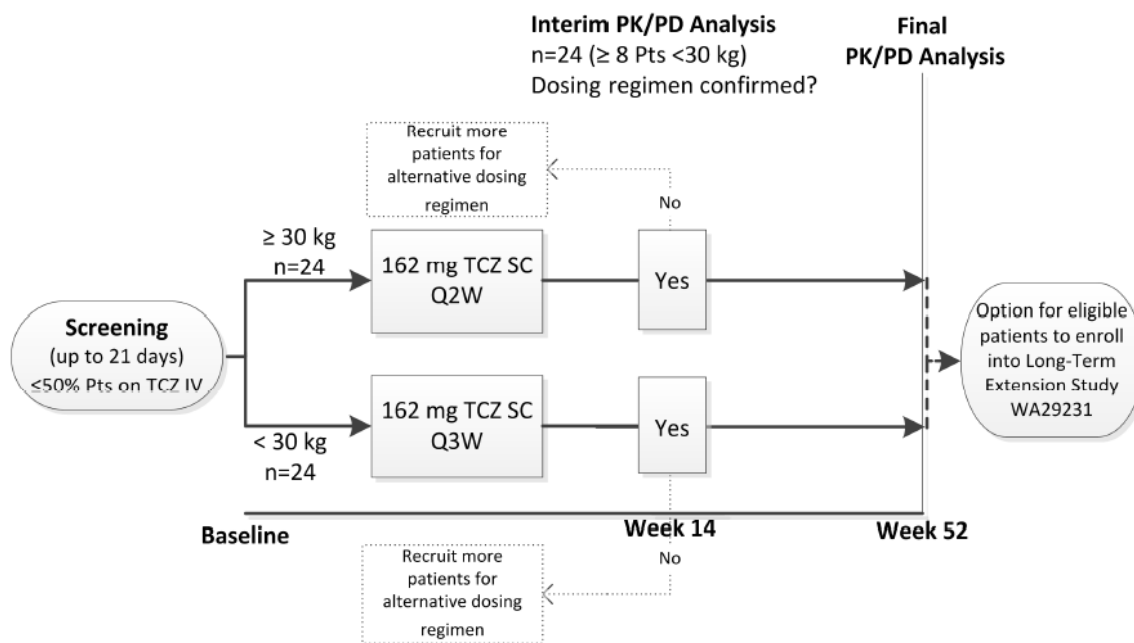 Interim PK/PD Analysis
n=24 (≥ 8 Pts <30 kg)
Dosing regimen confirmed?
Final
PK/PD Analysis
Recruit more
patients for
alternative dosing
regimen
No
≥ 30 kg
n=24
162 mg TCZ SC
Q2W
Yes
Screening
(up to 21 days)
≤50% Pts on TCZ IV
Option for eligible
patients to enroll
into Long-Term
Extension Study
WA29231
< 30 kg
n=24
162 mg TCZ SC
Q3W
Yes
Baseline
Week 14
Week 52
No
Recruit more
patients for
alternative dosing
regimen